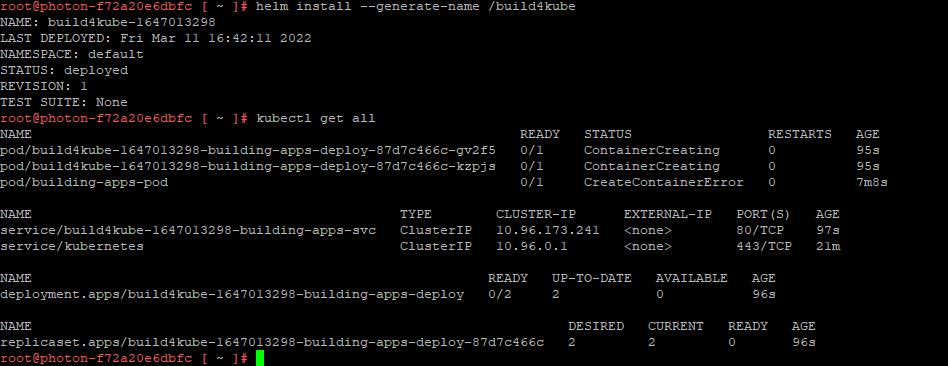 root@photon-f72a20e6dbfc [ ~ ]# helm install --generate-name /build4kube
NAME: build4kube-1647013298
LAST DEPLOYED: Fri Mar 11 16:42:11 2022
NAMESPACE: default
STATUS: deployed
REVISION: 1
TEST SUITE: None
root@photon-f72a20e6dbfc [ ~ ]# kubectl get all
NAME READY STATUS RESTARTS AGE
pod/build4kube-1647013298-building-apps-deploy-87d7c466c-gv2f5 0/1 ContainerCreating 0 95s
pod/build4kube-1647013298-building-apps-deploy-87d7c466c-kzpjs 0/1 ContainerCreating 0 95s
pod/building-apps-pod 0/1 CreateContainerError 0 7m8s
NAME TYPE CLUSTER-IP EXTERNAL-IP PORT(S) AGE
service/build4kube-1647013298-building-apps-svc ClusterIP 10.96.173.241 <none> 80/TCP 97s
service/kubernetes ClusterIP 10.96.0.1 <none> 443/TCP 21m
NAME READY UP-TO-DATE AVAILABLE AGE
deployment.apps/build4kube-1647013298-building-apps-deploy 0/2 2 0 96s
NAME DESIRED CURRENT READY AGE
replicaset.apps/build4kube-1647013298-building-apps-deploy-87d7c466c 2 2 0 96s
root@photon-f72a20e6dbfc [ ~ ]#